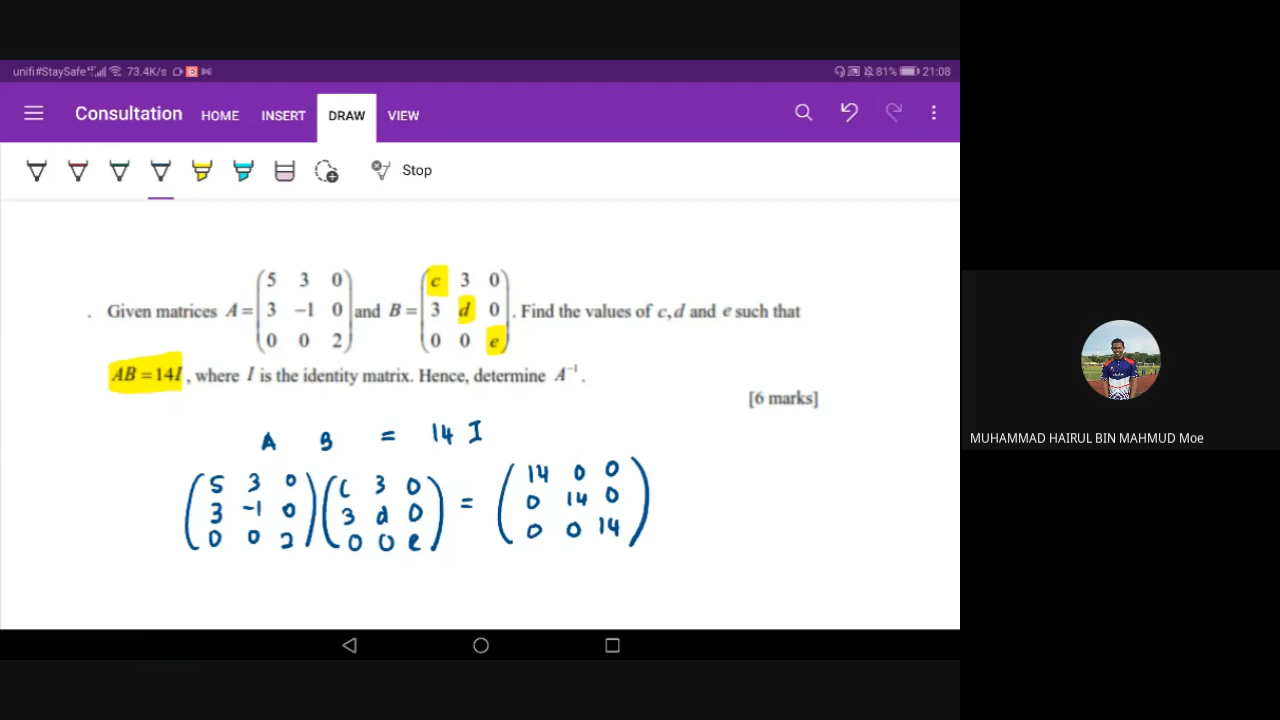 unifi#StaySafe 73.4K/s 81% 21:08
Consultation HOME INSERT DRAW VIEW
Stop
. Given matrices A = (5 3 0; 3 −1 0; 0 0 2) and B = (c 3 0; 3 d 0; 0 0 e). Find the values of c, d and e such that
AB = 14I, where I is the identity matrix. Hence, determine A⁻¹.
[6 marks]
A B = 14 I
(5 3 0; 3 -1 0; 0 0 2)(c 3 0; 3 d 0; 0 0 e) = (14 0 0; 0 14 0; 0 0 14)
MUHAMMAD HAIRUL BIN MAHMUD Moe